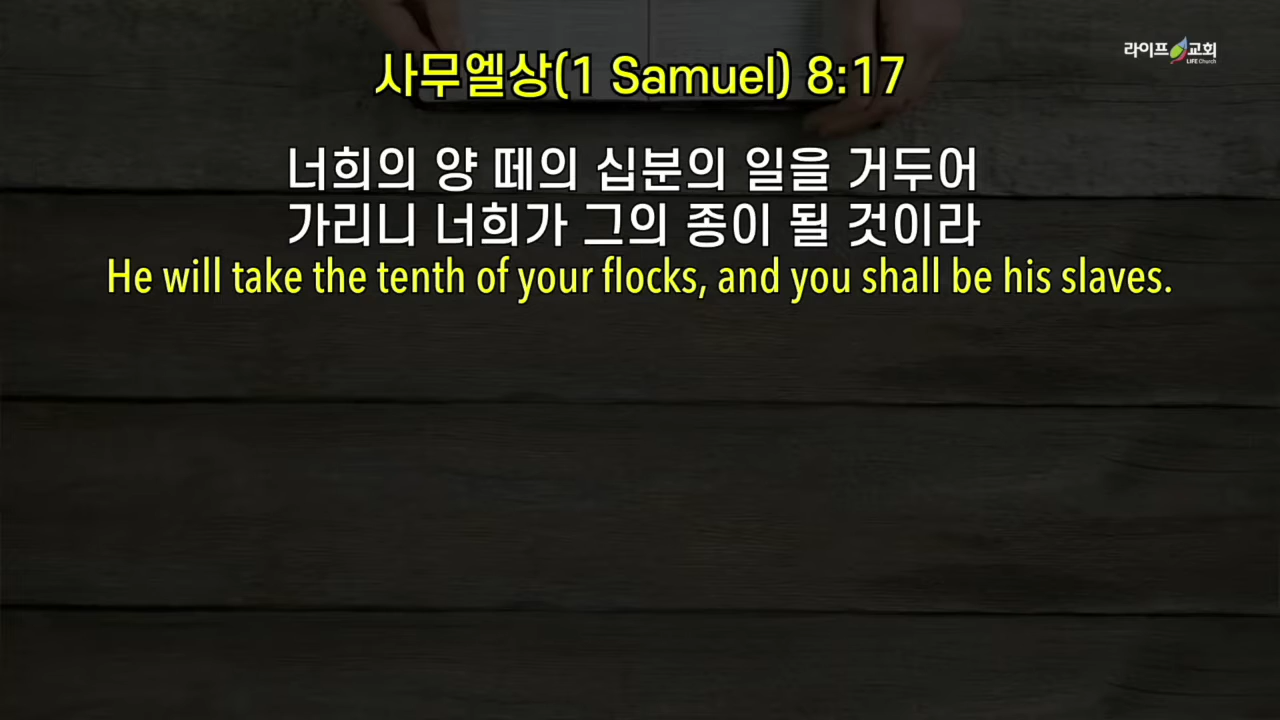 라이프교회
LIFE Church
사무엘상(1 Samuel) 8:17
너희의 양 떼의 십분의 일을 거두어
가리니 너희가 그의 종이 될 것이라
He will take the tenth of your flocks, and you shall be his slaves.